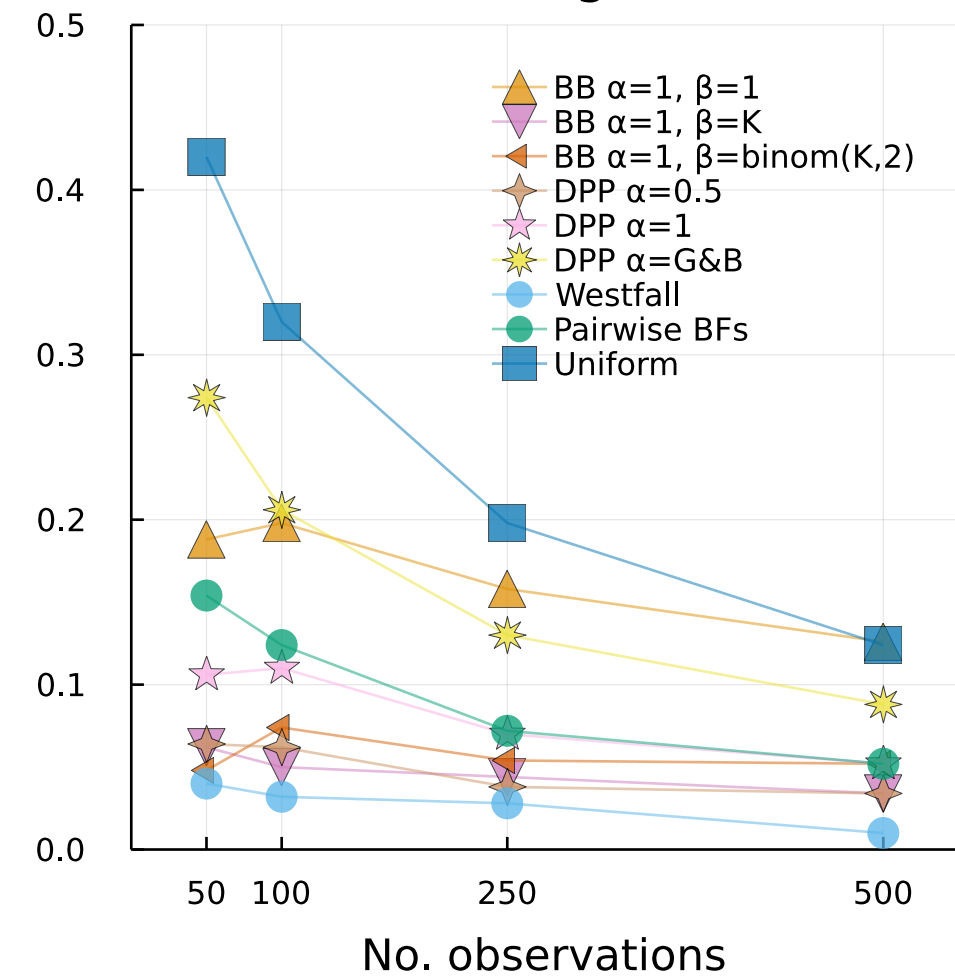 0.5
0.4
0.3
0.2
0.1
0.0
BB α=1, β=1
BB α=1, β=K
BB α=1, β=binom(K,2)
DPP α=0.5
DPP α=1
DPP α=G&B
Westfall
Pairwise BFs
Uniform
50 100 250 500
No. observations